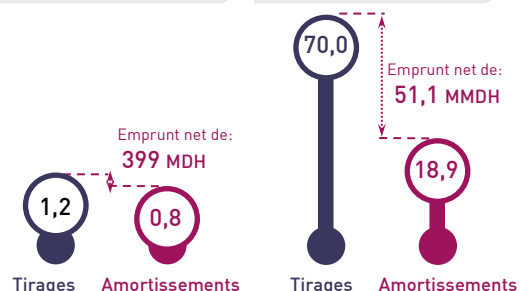 1,2
Emprunt net de:
399 MDH
0,8
Tirages
Amortissements
70,0
Emprunt net de:
51,1 MMDH
18,9
Tirages
Amortissements